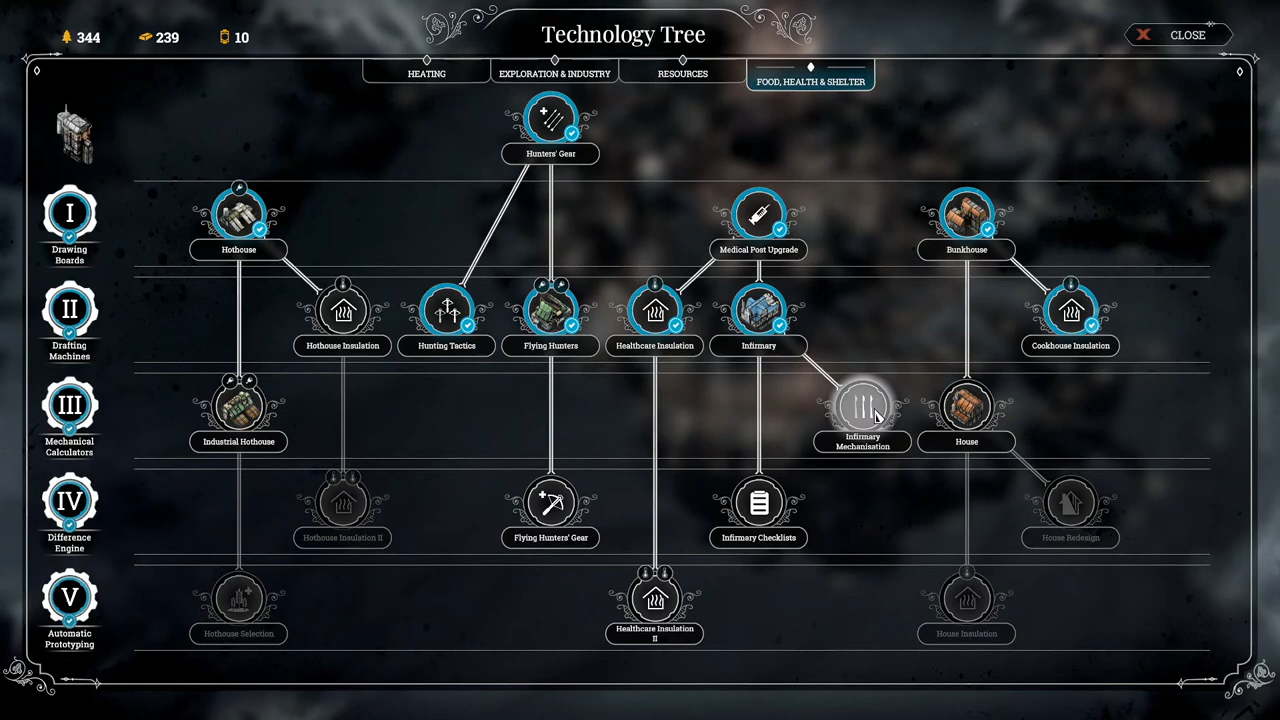 344
239
10
Technology Tree
CLOSE
HEATING
EXPLORATION & INDUSTRY
RESOURCES
FOOD, HEALTH & SHELTER
Hunters' Gear
I
Drawing
Boards
Hothouse
Medical Post Upgrade
Bunkhouse
II
Drafting
Machines
Hothouse Insulation
Hunting Tactics
Flying Hunters
Healthcare Insulation
Infirmary
Cookhouse Insulation
III
Mechanical
Calculators
Industrial Hothouse
Infirmary
Mechanisation
House
IV
Difference
Engine
Hothouse Insulation II
Flying Hunters' Gear
Infirmary Checklists
House Redesign
V
Automatic
Prototyping
Hothouse Selection
Healthcare Insulation
II
House Insulation